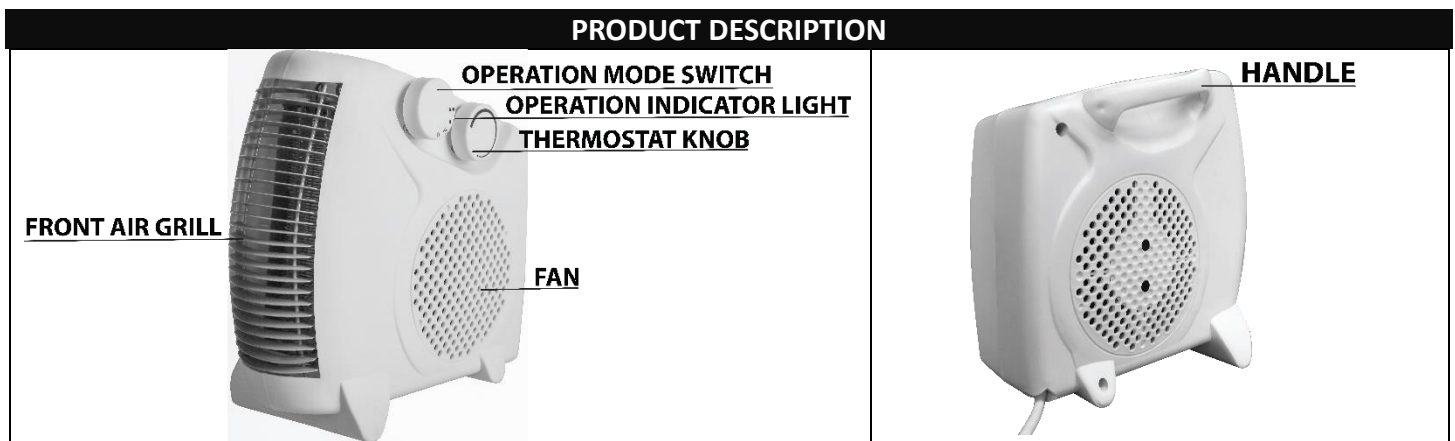 PRODUCT DESCRIPTION
OPERATION MODE SWITCH
OPERATION INDICATOR LIGHT
THERMOSTAT KNOB
FRONT AIR GRILL
FAN
HANDLE